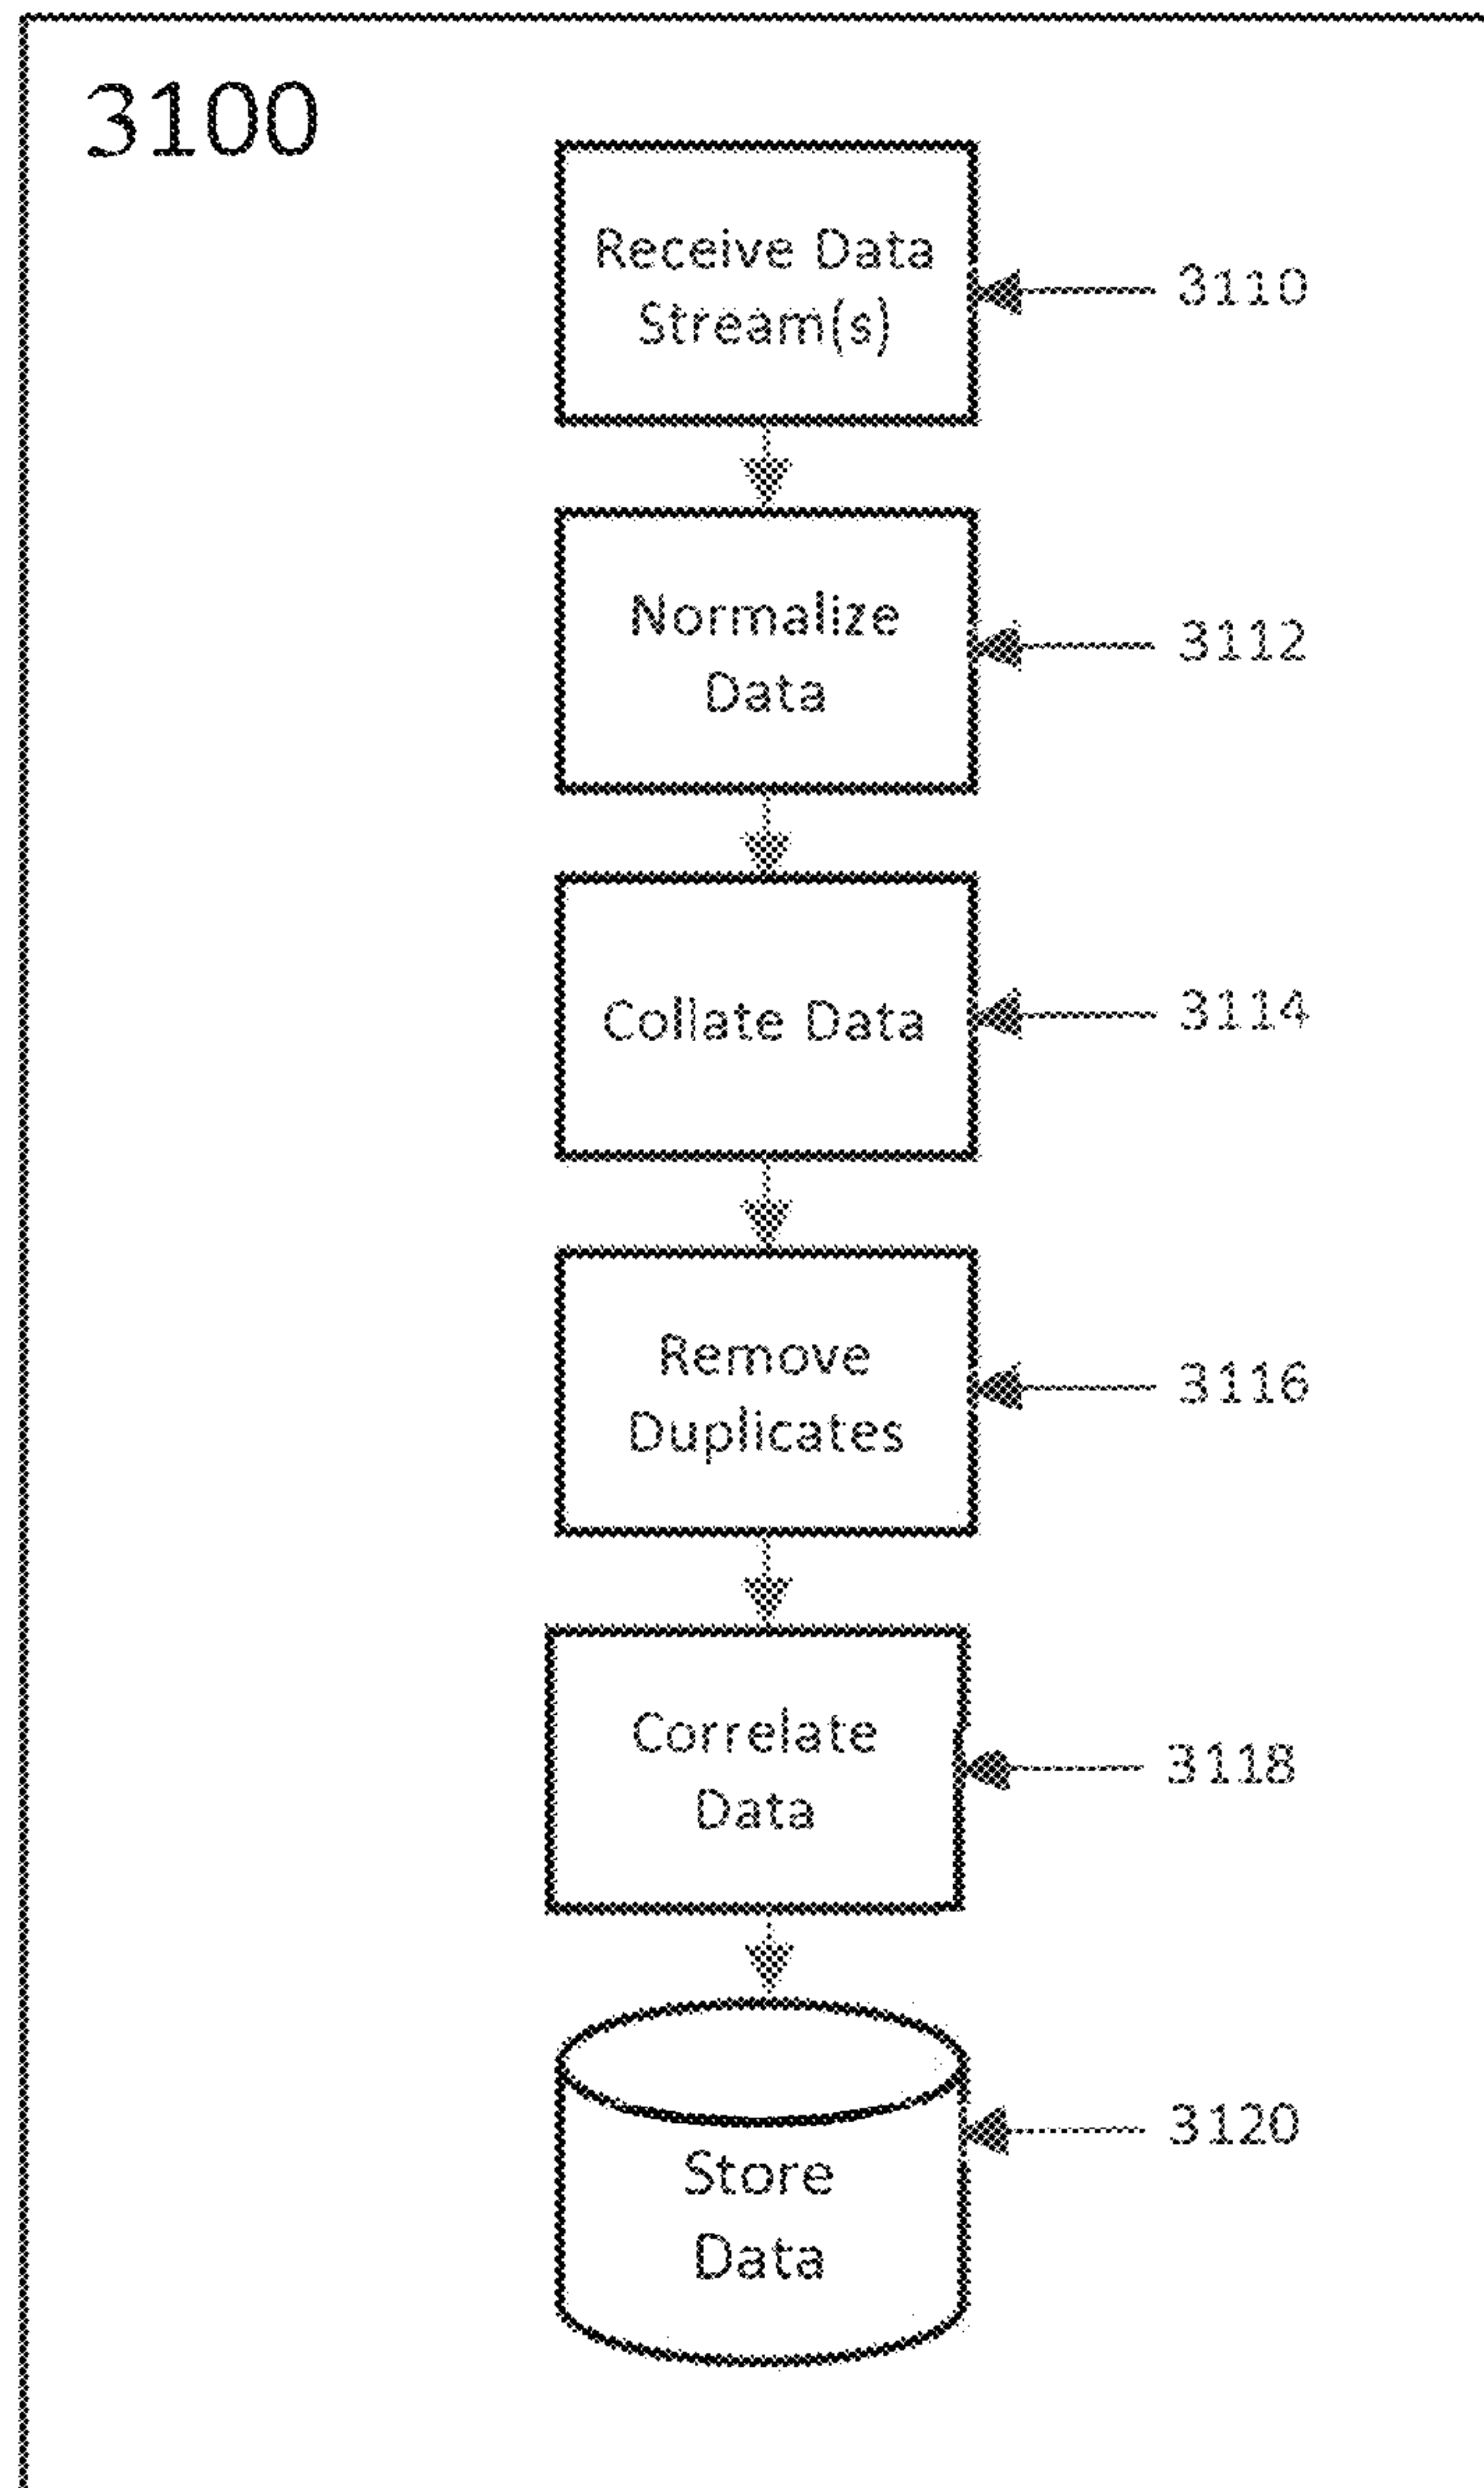 3100
Receive Data
Stream(s)
3110
Normalize
Data
3112
Collate Data
3114
Remove
Duplicates
3116
Correlate
Data
3118
Store
Data
3120